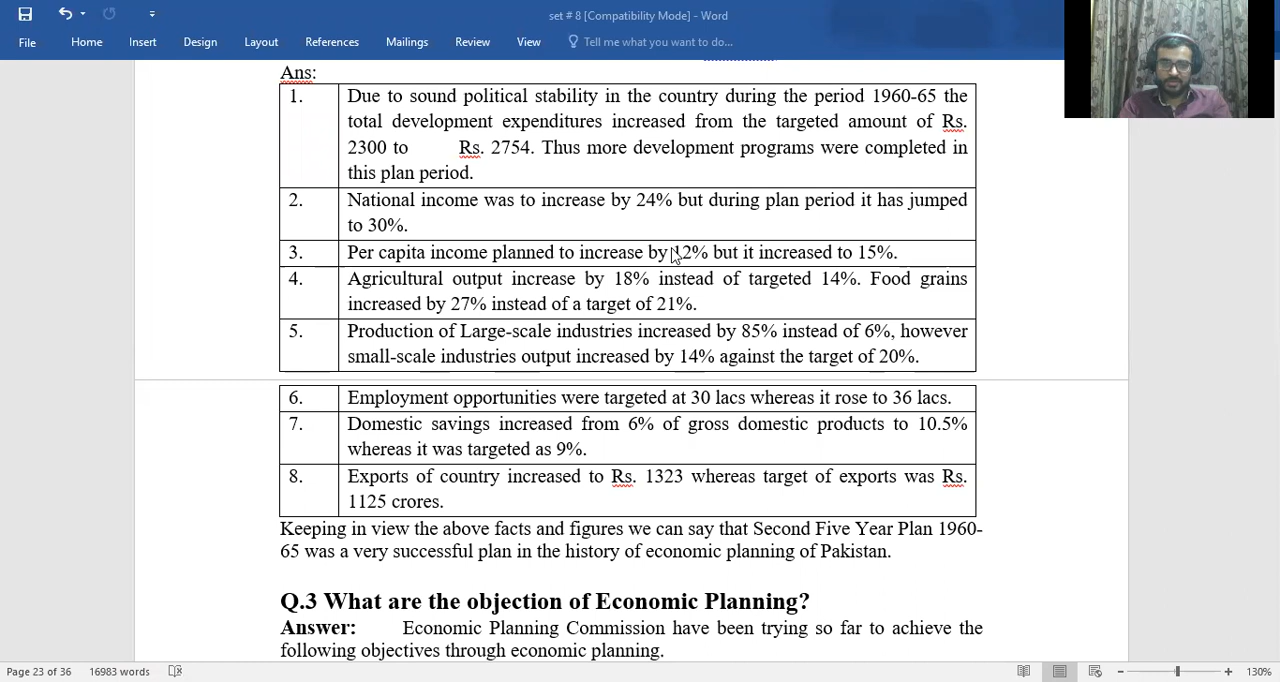 set # 8 [Compatibility Mode] - Word
File Home Insert Design Layout References Mailings Review View Tell me what you want to do...
Ans:
1. Due to sound political stability in the country during the period 1960-65 the
total development expenditures increased from the targeted amount of Rs.
2300 to Rs. 2754. Thus more development programs were completed in
this plan period.
2. National income was to increase by 24% but during plan period it has jumped
to 30%.
3. Per capita income planned to increase by 12% but it increased to 15%.
4. Agricultural output increase by 18% instead of targeted 14%. Food grains
increased by 27% instead of a target of 21%.
5. Production of Large-scale industries increased by 85% instead of 6%, however
small-scale industries output increased by 14% against the target of 20%.
6. Employment opportunities were targeted at 30 lacs whereas it rose to 36 lacs.
7. Domestic savings increased from 6% of gross domestic products to 10.5%
whereas it was targeted as 9%.
8. Exports of country increased to Rs. 1323 whereas target of exports was Rs.
1125 crores.
Keeping in view the above facts and figures we can say that Second Five Year Plan 1960-
65 was a very successful plan in the history of economic planning of Pakistan.
Q.3 What are the objection of Economic Planning?
Answer: Economic Planning Commission have been trying so far to achieve the
following objectives through economic planning.
Page 23 of 36 16983 words 130%